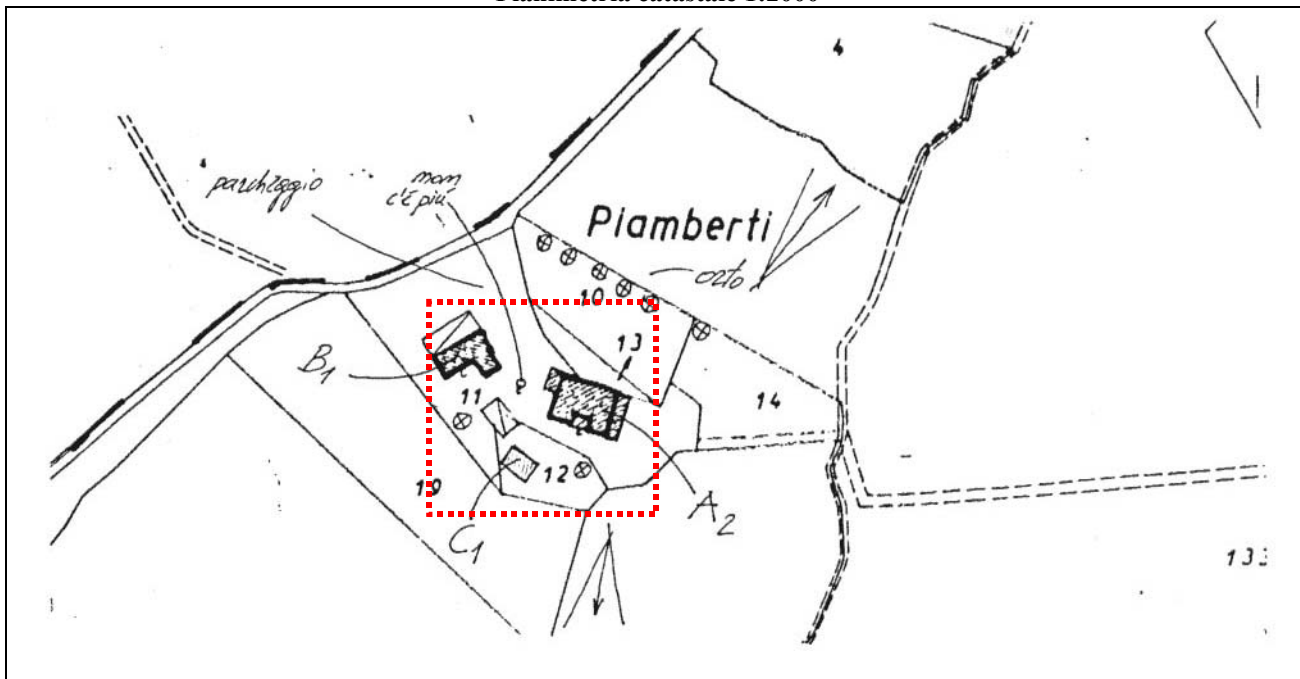 Planimetria catastale 1:2000
4
parcheggio
non
c'è più
Piamberti
orto
10
13
B1
11
14
12
19
A2
C1
133